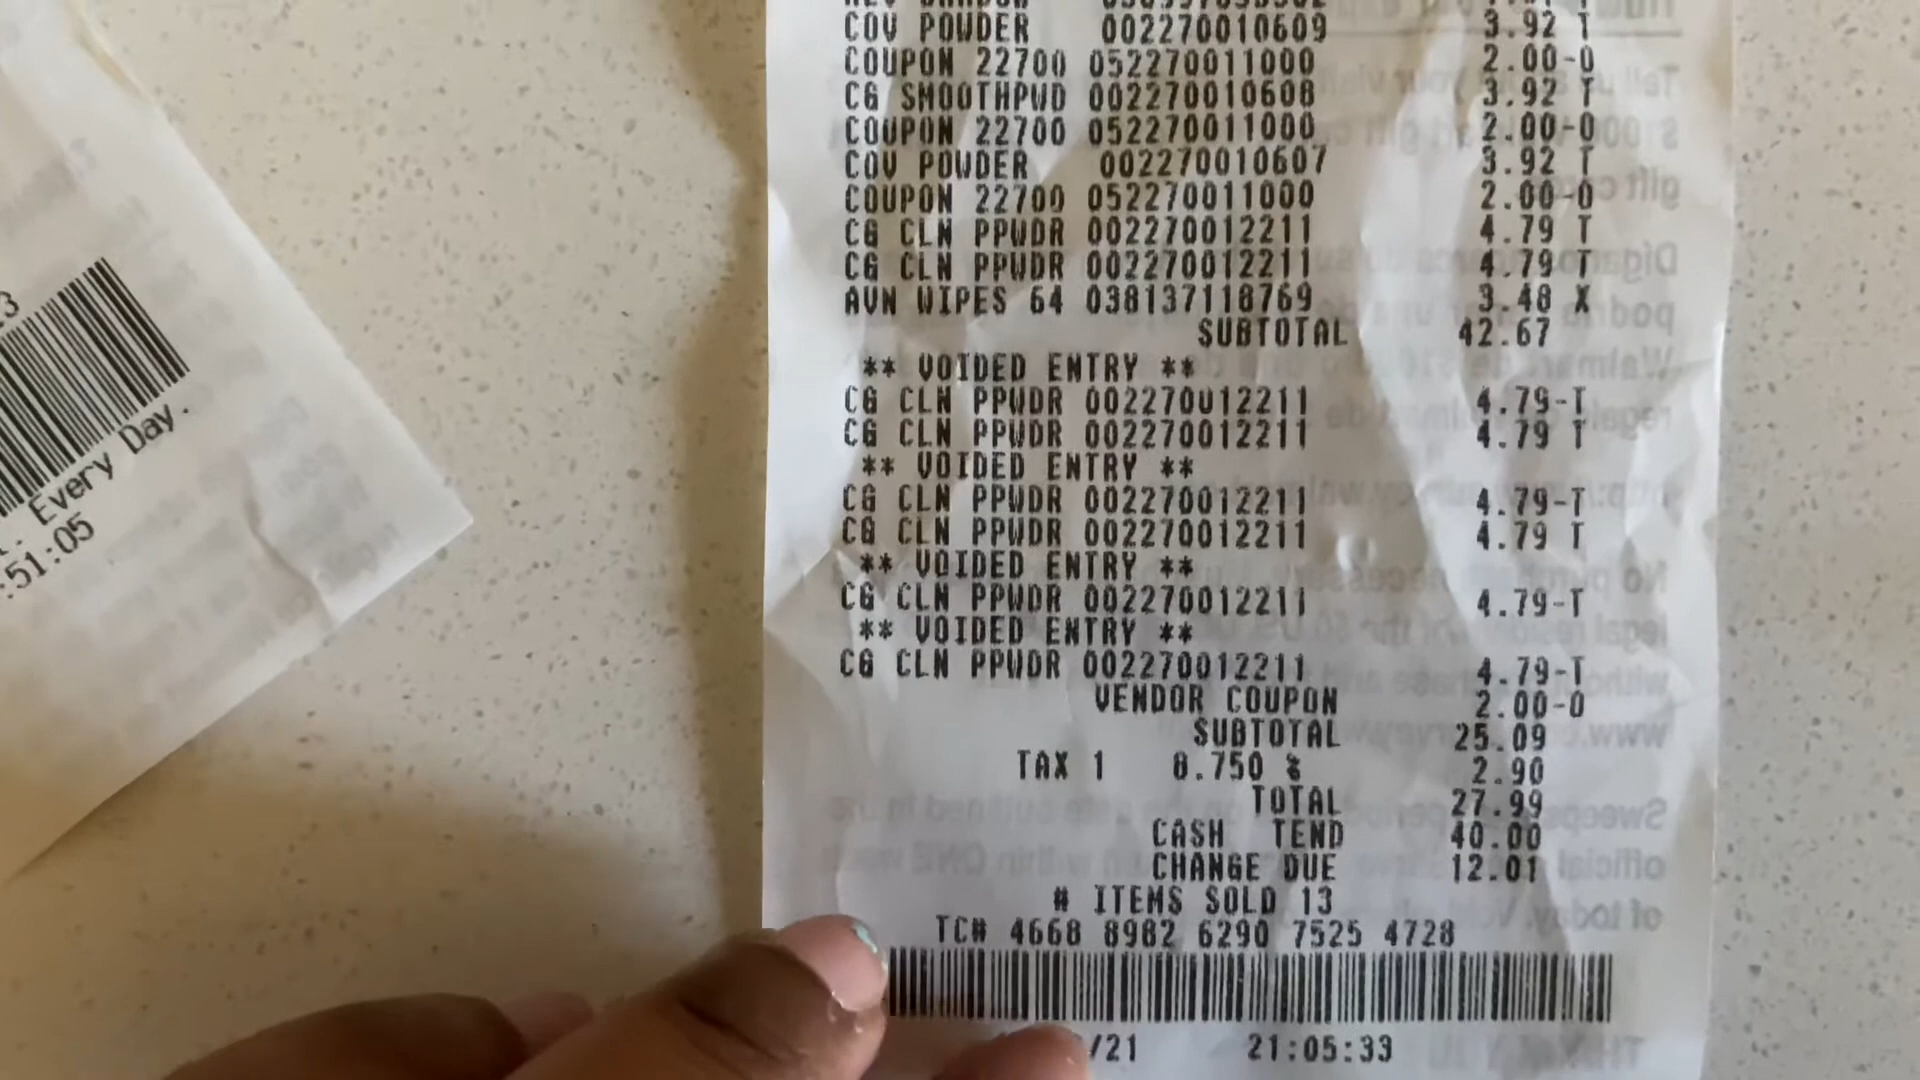 COV POWDER 002270010609 3.92 T
COUPON 22700 052270011000 2.00-O
CG SMOOTHPWD 002270010608 3.92 T
COUPON 22700 052270011000 2.00-O
COV POWDER 002270010607 3.92 T
COUPON 22700 052270011000 2.00-O
CG CLN PPWDR 002270012211 4.79 T
CG CLN PPWDR 002270012211 4.79 T
AVN WIPES 64 038137118769 3.48 X
SUBTOTAL 42.67
** VOIDED ENTRY **
CG CLN PPWDR 002270012211 4.79-T
CG CLN PPWDR 002270012211 4.79 T
** VOIDED ENTRY **
CG CLN PPWDR 002270012211 4.79-T
CG CLN PPWDR 002270012211 4.79 T
** VOIDED ENTRY **
CG CLN PPWDR 002270012211 4.79-T
** VOIDED ENTRY **
CG CLN PPWDR 002270012211 4.79-T
VENDOR COUPON 2.00-O
SUBTOTAL 25.09
TAX 1 8.750 % 2.90
TOTAL 27.99
CASH TEND 40.00
CHANGE DUE 12.01
# ITEMS SOLD 13
TC# 4668 8982 6290 7525 4728
/21 21:05:33
3
Every Day.
:51:05